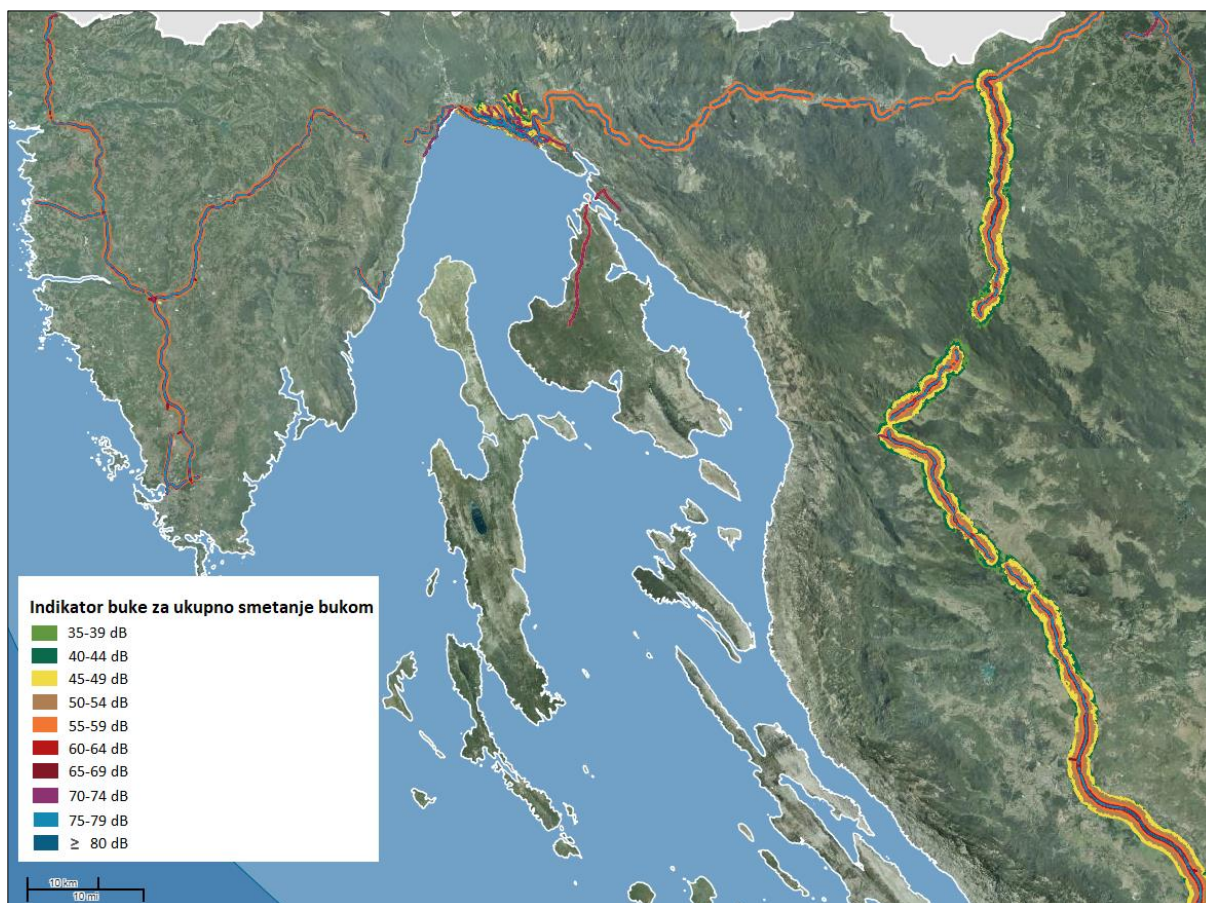 Indikator buke za ukupno smetanje bukom
35-39 dB
40-44 dB
45-49 dB
50-54 dB
55-59 dB
60-64 dB
65-69 dB
70-74 dB
75-79 dB
≥ 80 dB
10 km
10 mi